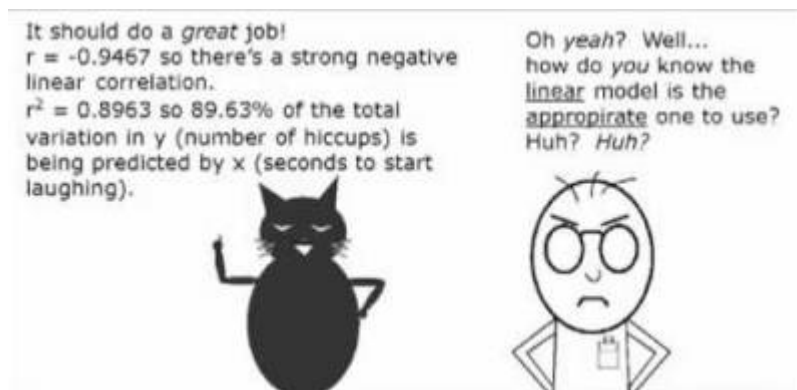 It should do a great job!
r = -0.9467 so there's a strong negative
linear correlation.
r² = 0.8963 so 89.63% of the total
variation in y (number of hiccups) is
being predicted by x (seconds to start
laughing).
Oh yeah? Well...
how do you know the
linear model is the
appropirate one to use?
Huh? Huh?